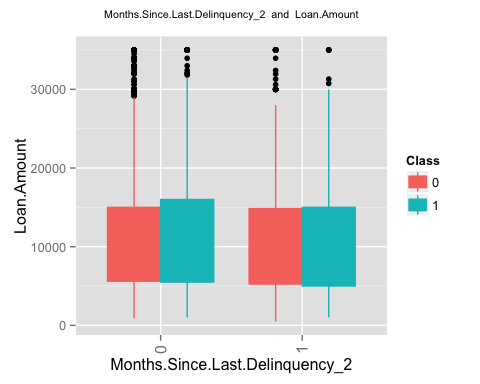 Months.Since.Last.Delinquency_2 and Loan.Amount
Loan.Amount
30000
20000
10000
0
0
1
Months.Since.Last.Delinquency_2
Class
0
1